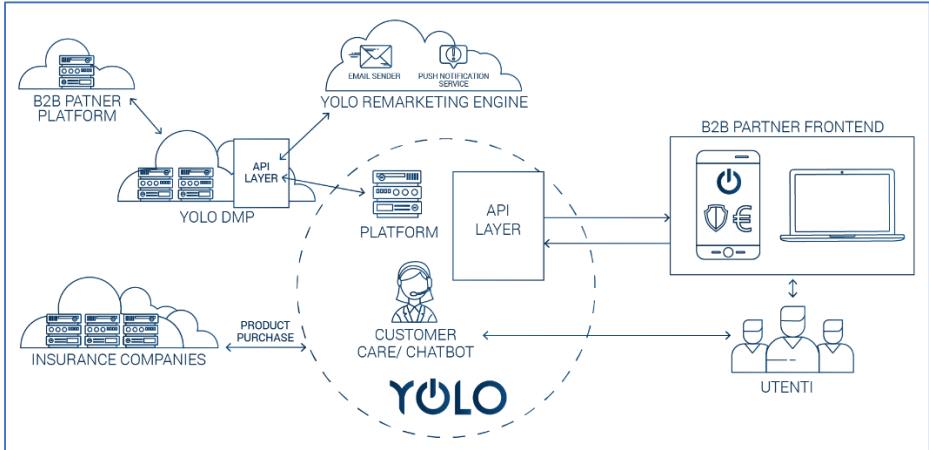 EMAIL SENDER
PUSH NOTIFICATION
SERVICE
YOLO REMARKETING ENGINE
B2B PATNER
PLATFORM
API
LAYER
YOLO DMP
B2B PARTNER FRONTEND
PLATFORM
API
LAYER
INSURANCE COMPANIES
PRODUCT
PURCHASE
CUSTOMER
CARE/ CHATBOT
YOLO
UTENTI